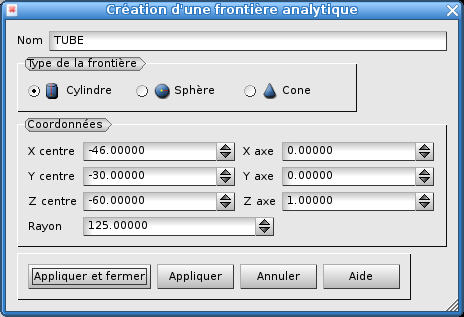 Création d'une frontière analytique
Nom TUBE
Type de la frontière
Cylindre Sphère Cone
Coordonnées
X centre -46.00000 X axe 0.00000
Y centre -30.00000 Y axe 0.00000
Z centre -60.00000 Z axe 1.00000
Rayon 125.00000
Appliquer et fermer Appliquer Annuler Aide